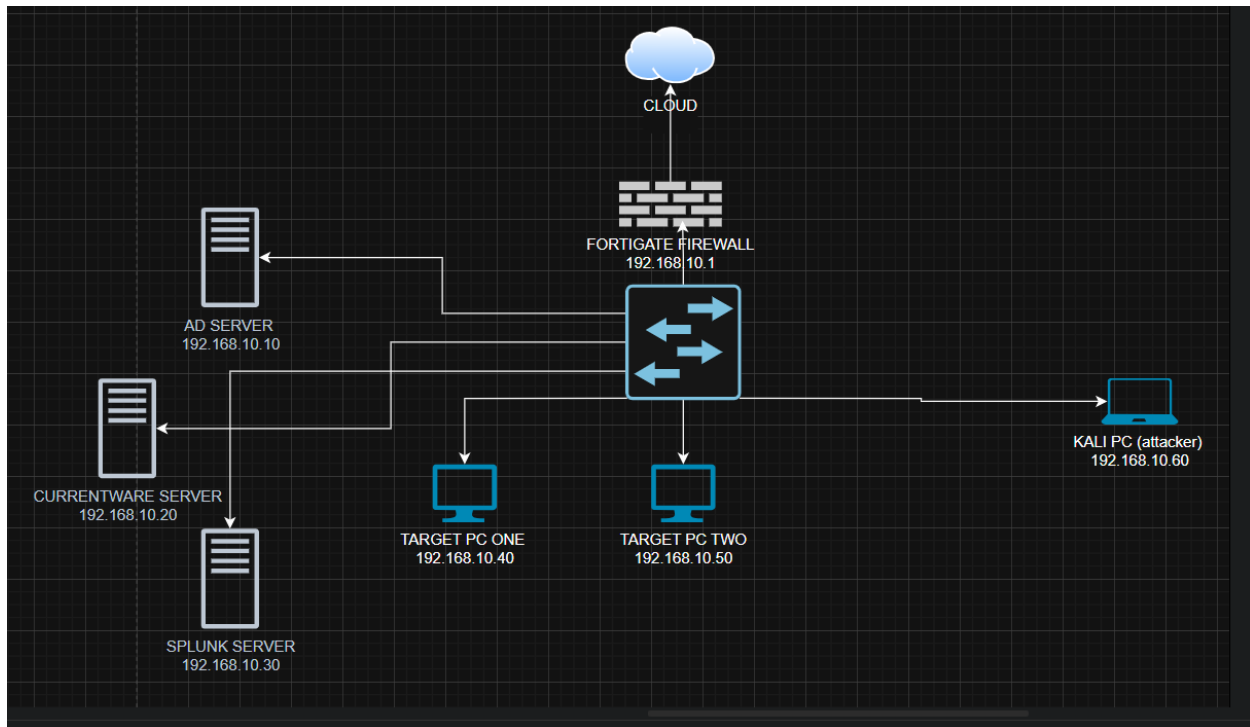 CLOUD
FORTIGATE FIREWALL
192.168.10.1
AD SERVER
192.168.10.10
CURRENTWARE SERVER
192.168.10.20
SPLUNK SERVER
192.168.10.30
TARGET PC ONE
192.168.10.40
TARGET PC TWO
192.168.10.50
KALI PC (attacker)
192.168.10.60